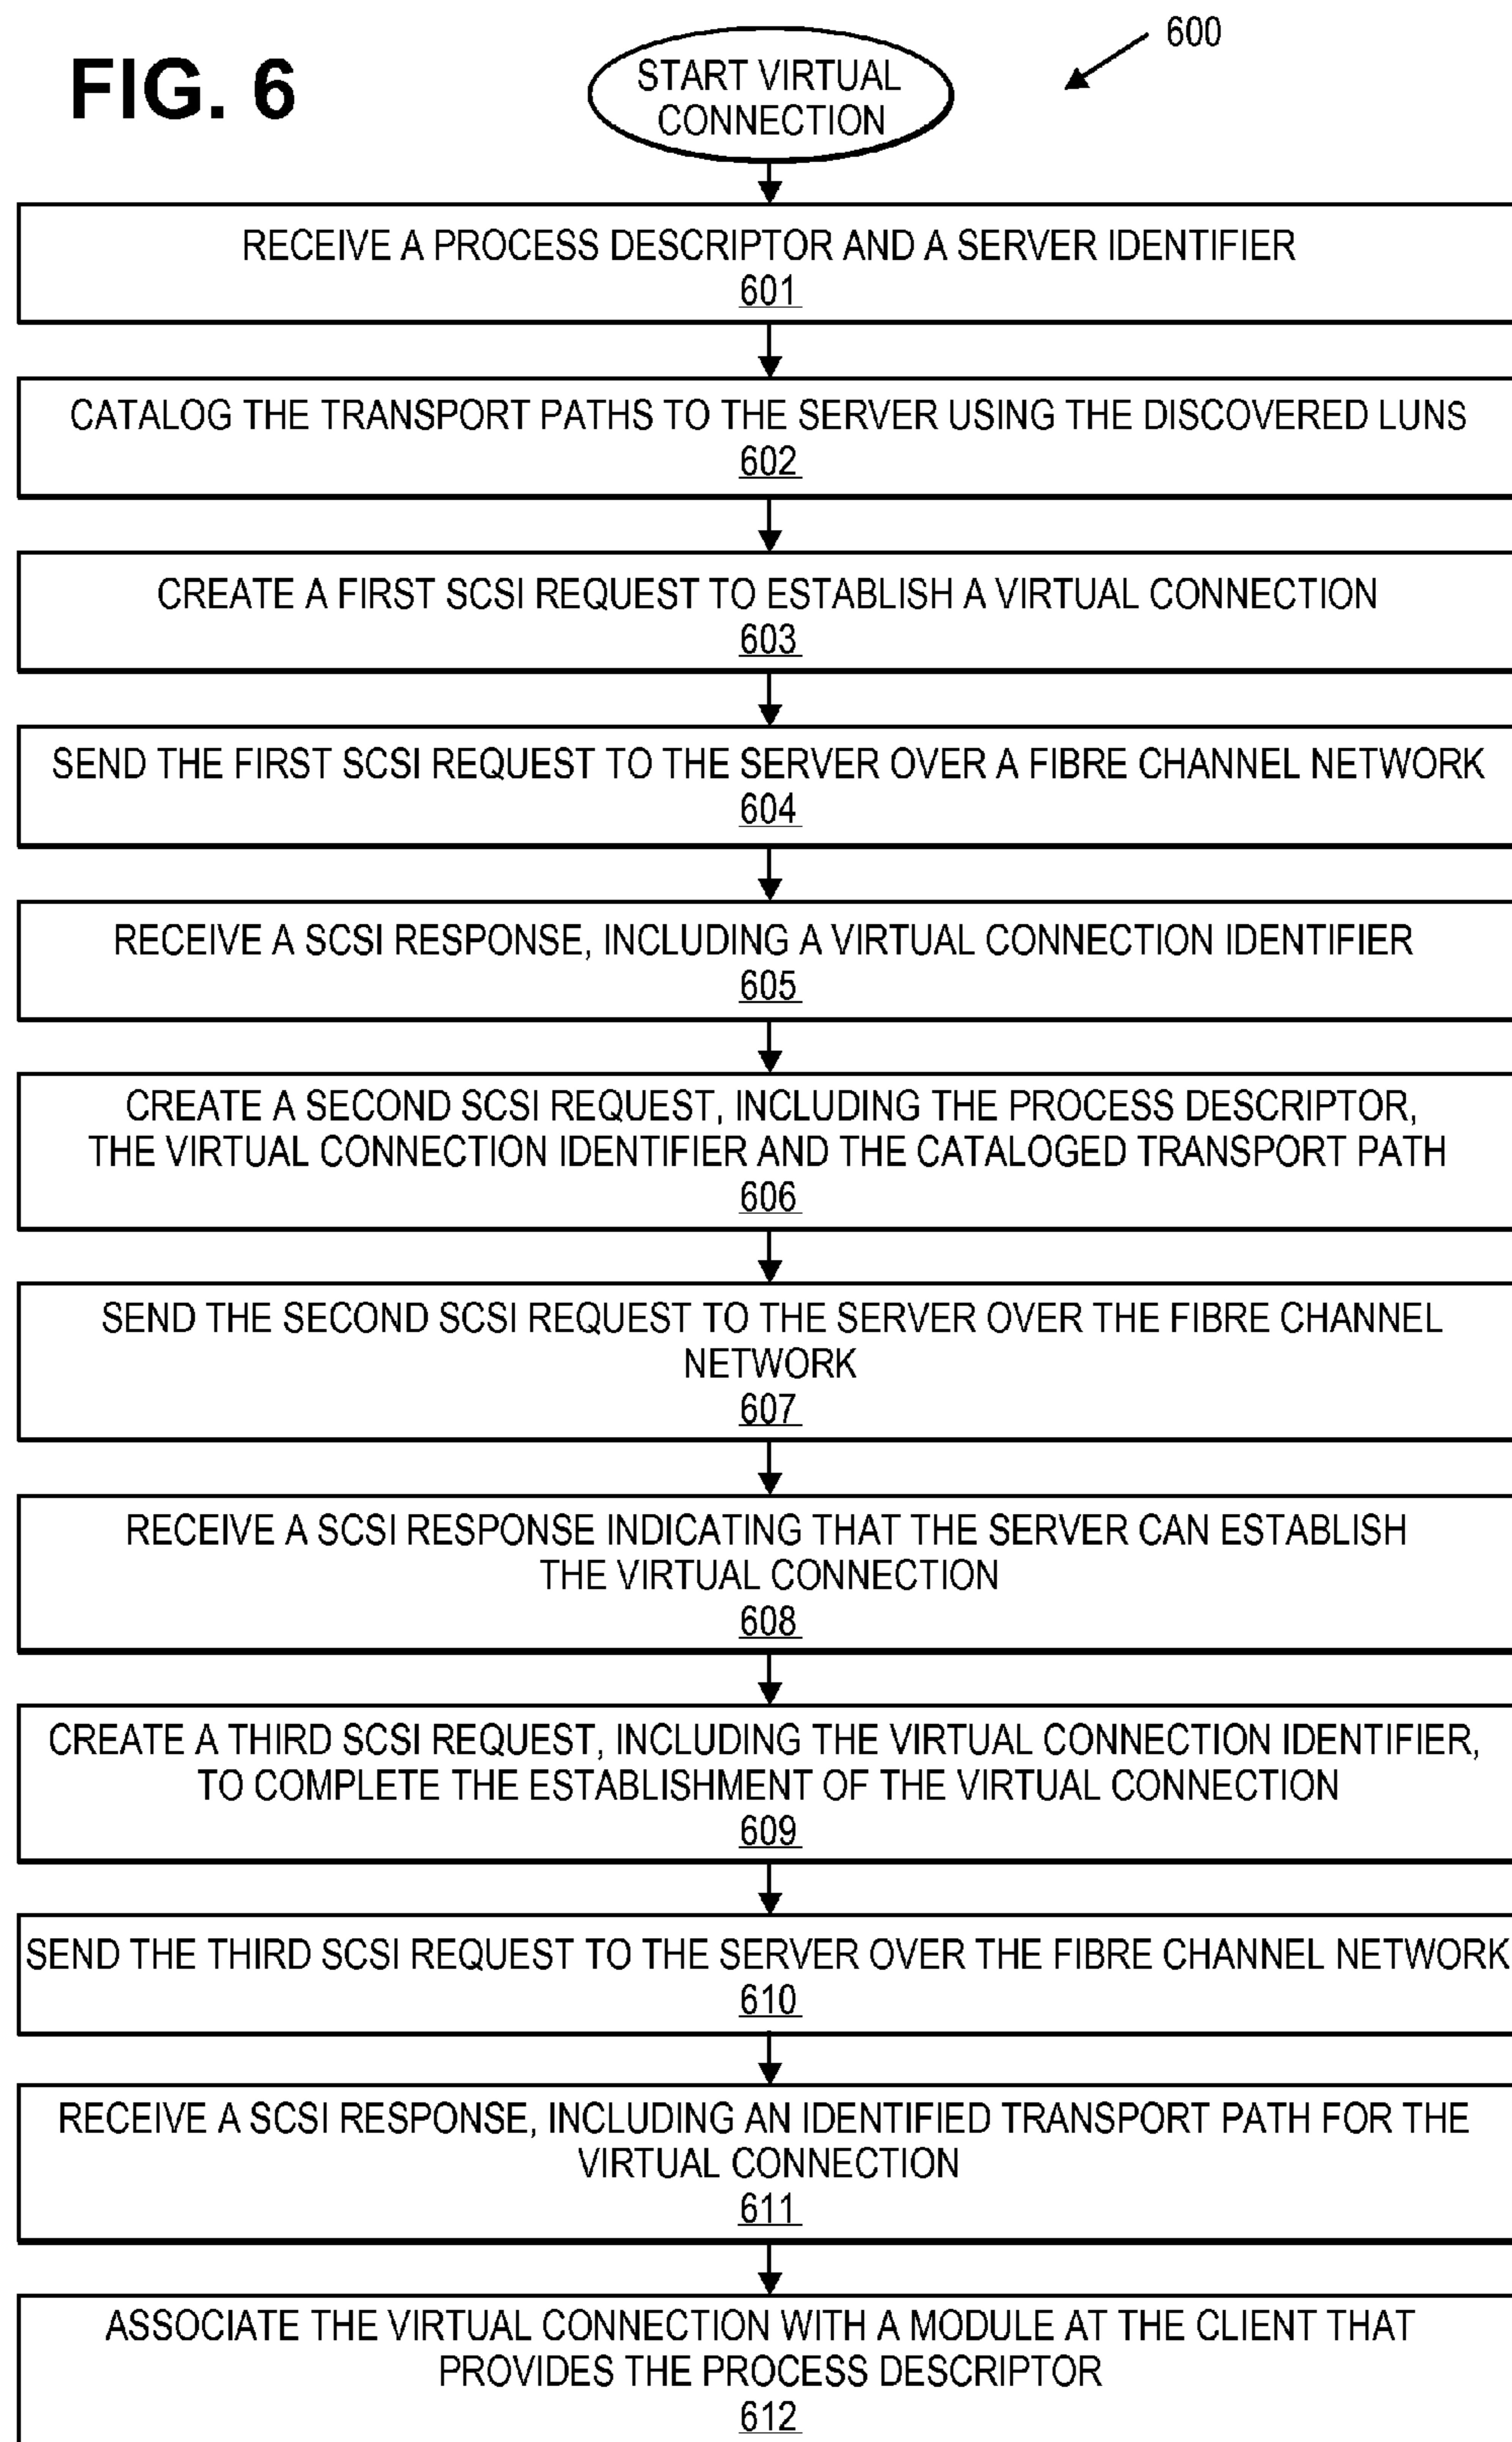 FIG. 6
600
START VIRTUAL
CONNECTION
RECEIVE A PROCESS DESCRIPTOR AND A SERVER IDENTIFIER
601
CATALOG THE TRANSPORT PATHS TO THE SERVER USING THE DISCOVERED LUNS
602
CREATE A FIRST SCSI REQUEST TO ESTABLISH A VIRTUAL CONNECTION
603
SEND THE FIRST SCSI REQUEST TO THE SERVER OVER A FIBRE CHANNEL NETWORK
604
RECEIVE A SCSI RESPONSE, INCLUDING A VIRTUAL CONNECTION IDENTIFIER
605
CREATE A SECOND SCSI REQUEST, INCLUDING THE PROCESS DESCRIPTOR,
THE VIRTUAL CONNECTION IDENTIFIER AND THE CATALOGED TRANSPORT PATH
606
SEND THE SECOND SCSI REQUEST TO THE SERVER OVER THE FIBRE CHANNEL
NETWORK
607
RECEIVE A SCSI RESPONSE INDICATING THAT THE SERVER CAN ESTABLISH
THE VIRTUAL CONNECTION
608
CREATE A THIRD SCSI REQUEST, INCLUDING THE VIRTUAL CONNECTION IDENTIFIER,
TO COMPLETE THE ESTABLISHMENT OF THE VIRTUAL CONNECTION
609
SEND THE THIRD SCSI REQUEST TO THE SERVER OVER THE FIBRE CHANNEL NETWORK
610
RECEIVE A SCSI RESPONSE, INCLUDING AN IDENTIFIED TRANSPORT PATH FOR THE
VIRTUAL CONNECTION
611
ASSOCIATE THE VIRTUAL CONNECTION WITH A MODULE AT THE CLIENT THAT
PROVIDES THE PROCESS DESCRIPTOR
612